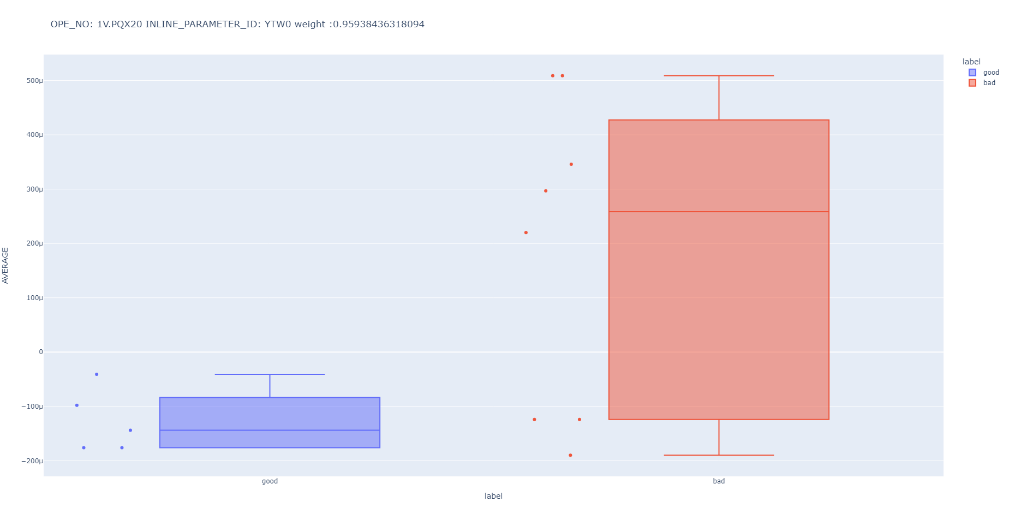 OPE_NO: 1V.PQX20 INLINE_PARAMETER_ID: YTW0 weight :0.95938436318094
label
good
bad
500μ
400μ
300μ
200μ
100μ
0
−100μ
−200μ
AVERAGE
good
bad
label